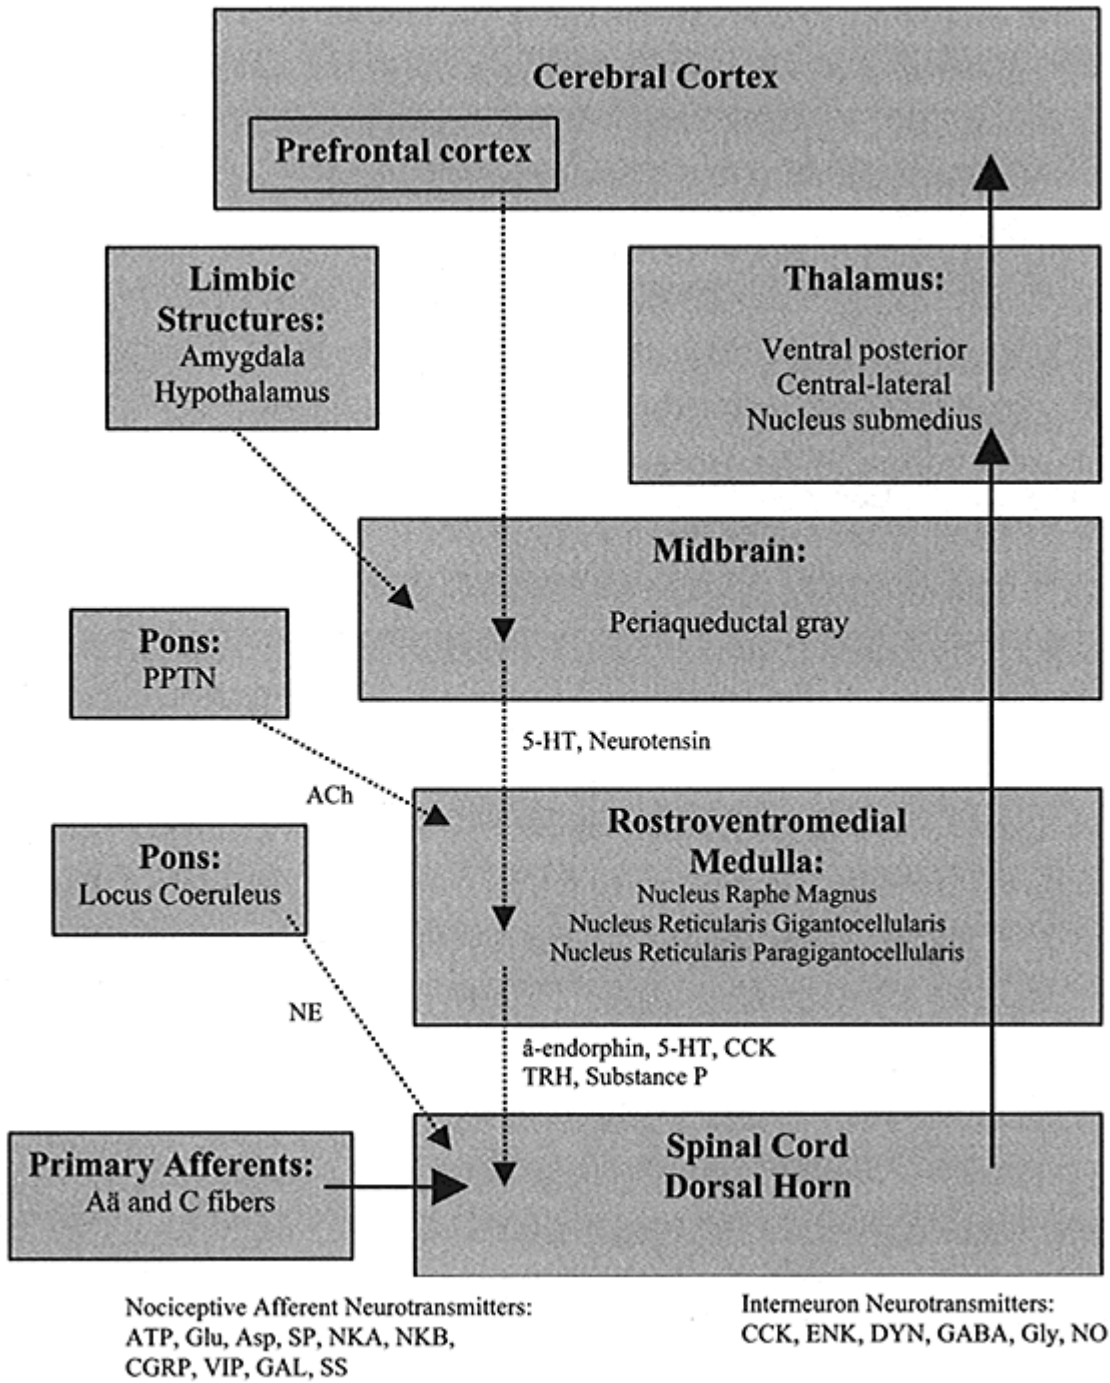 Cerebral Cortex
Prefrontal cortex
Limbic
Structures:
Amygdala
Hypothalamus
Thalamus:
Ventral posterior
Central-lateral
Nucleus submedius
Midbrain:
Periaqueductal gray
Pons:
PPTN
5-HT, Neurotensin
ACh
Rostroventromedial
Medulla:
Nucleus Raphe Magnus
Nucleus Reticularis Gigantocellularis
Nucleus Reticularis Paragigantocellularis
Pons:
Locus Coeruleus
NE
â-endorphin, 5-HT, CCK
TRH, Substance P
Primary Afferents:
Aä and C fibers
Spinal Cord
Dorsal Horn
Nociceptive Afferent Neurotransmitters:
ATP, Glu, Asp, SP, NKA, NKB,
CGRP, VIP, GAL, SS
Interneuron Neurotransmitters:
CCK, ENK, DYN, GABA, Gly, NO